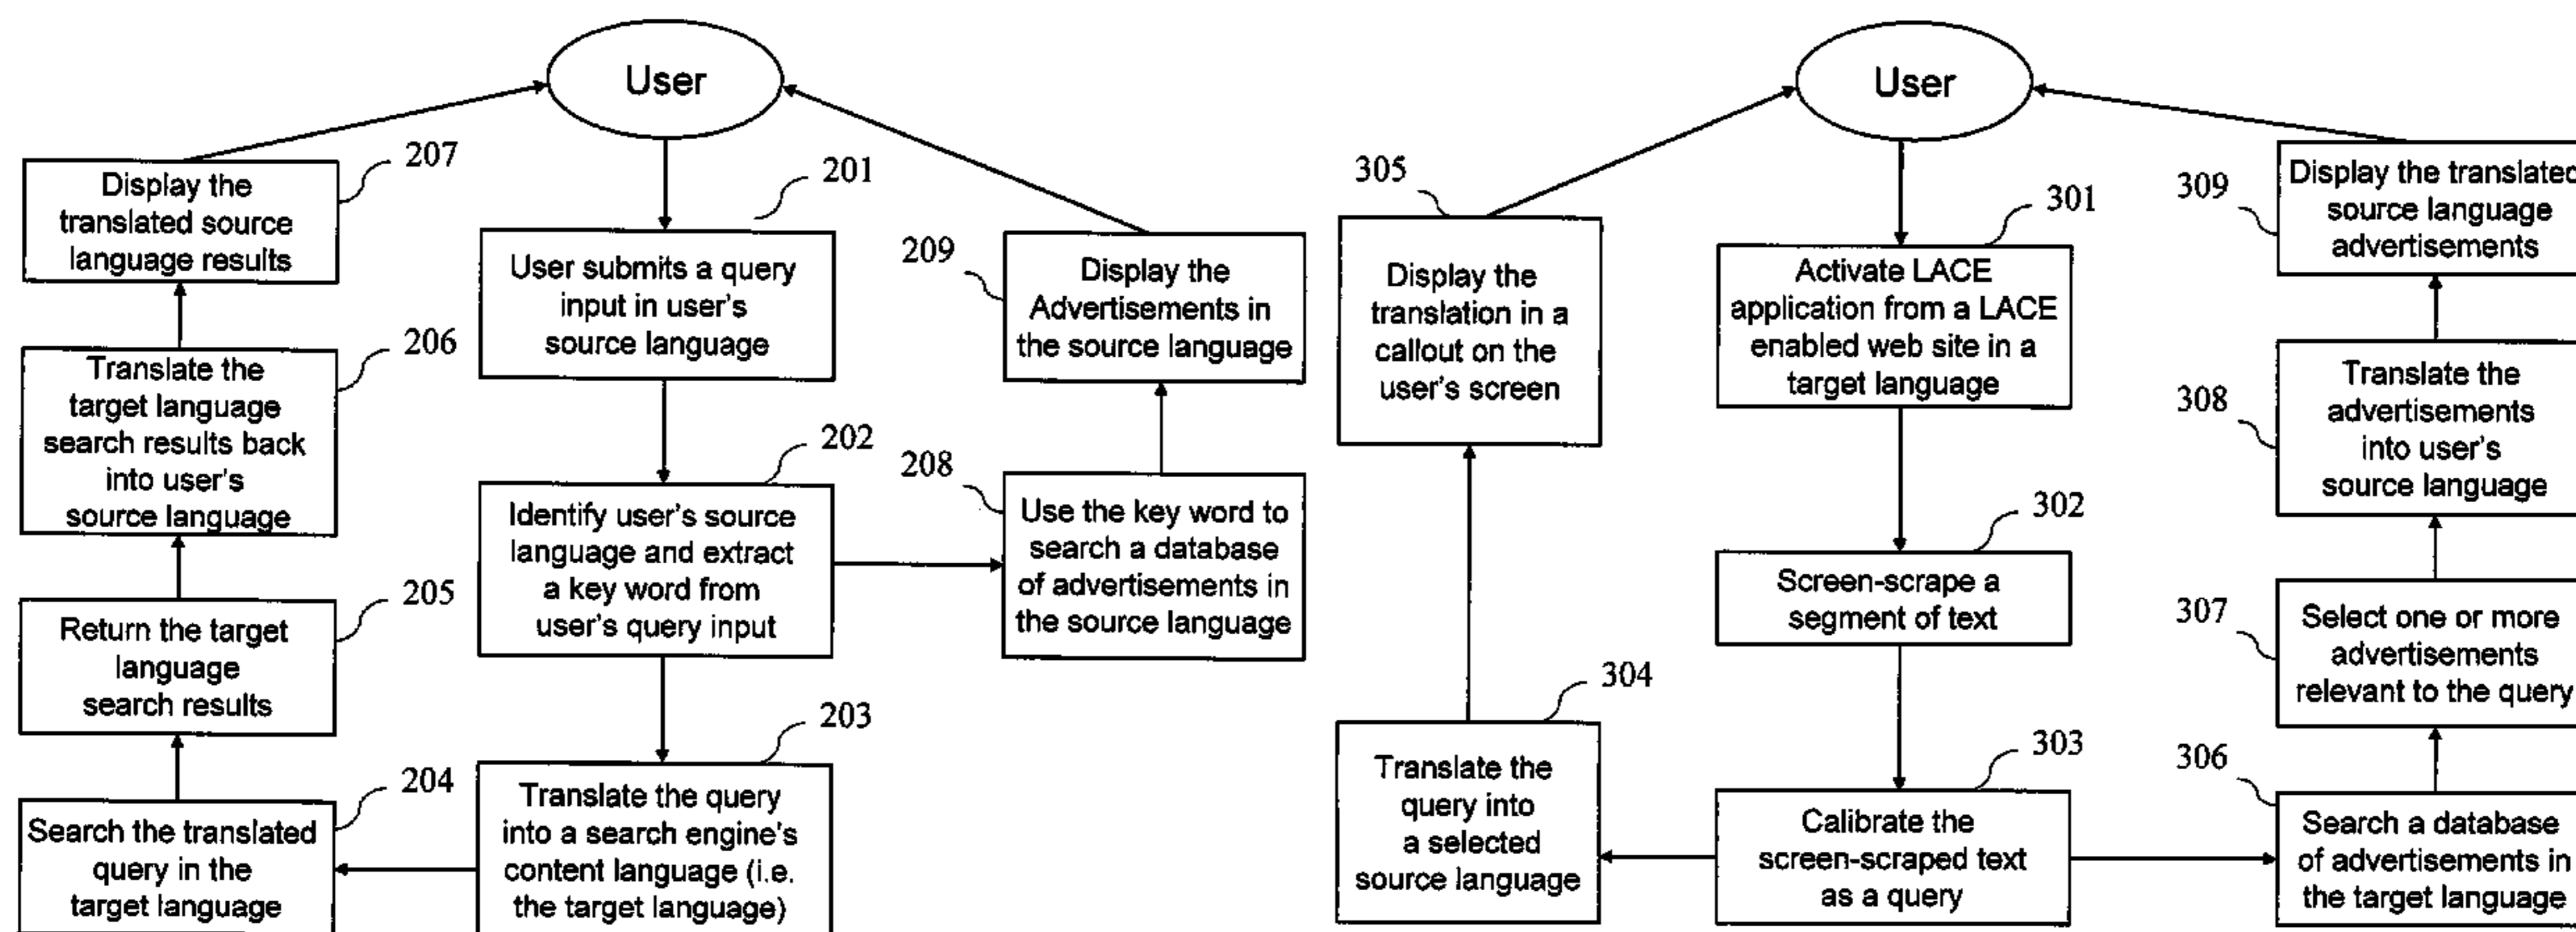 User
207
Display the
translated source
language results
201
User submits a query
input in user's
source language
209
Display the
Advertisements in
the source language
206
Translate the
target language
search results back
into user's
source language
202
Identify user's source
language and extract
a key word from
user's query input
208
Use the key word to
search a database
of advertisements in
the source language
205
Return the target
language
search results
203
Translate the query
into a search engine's
content language (i.e.
the target language)
204
Search the translated
query in the
target language
User
305
Display the
translation in a
callout on the
user's screen
301
Activate LACE
application from a LACE
enabled web site in a
target language
309
Display the translated
source language
advertisements
302
Screen-scrape a
segment of text
308
Translate the
advertisements
into user's
source language
304
Translate the
query into
a selected
source language
303
Calibrate the
screen-scraped text
as a query
307
Select one or more
advertisements
relevant to the query
306
Search a database
of advertisements in
the target language